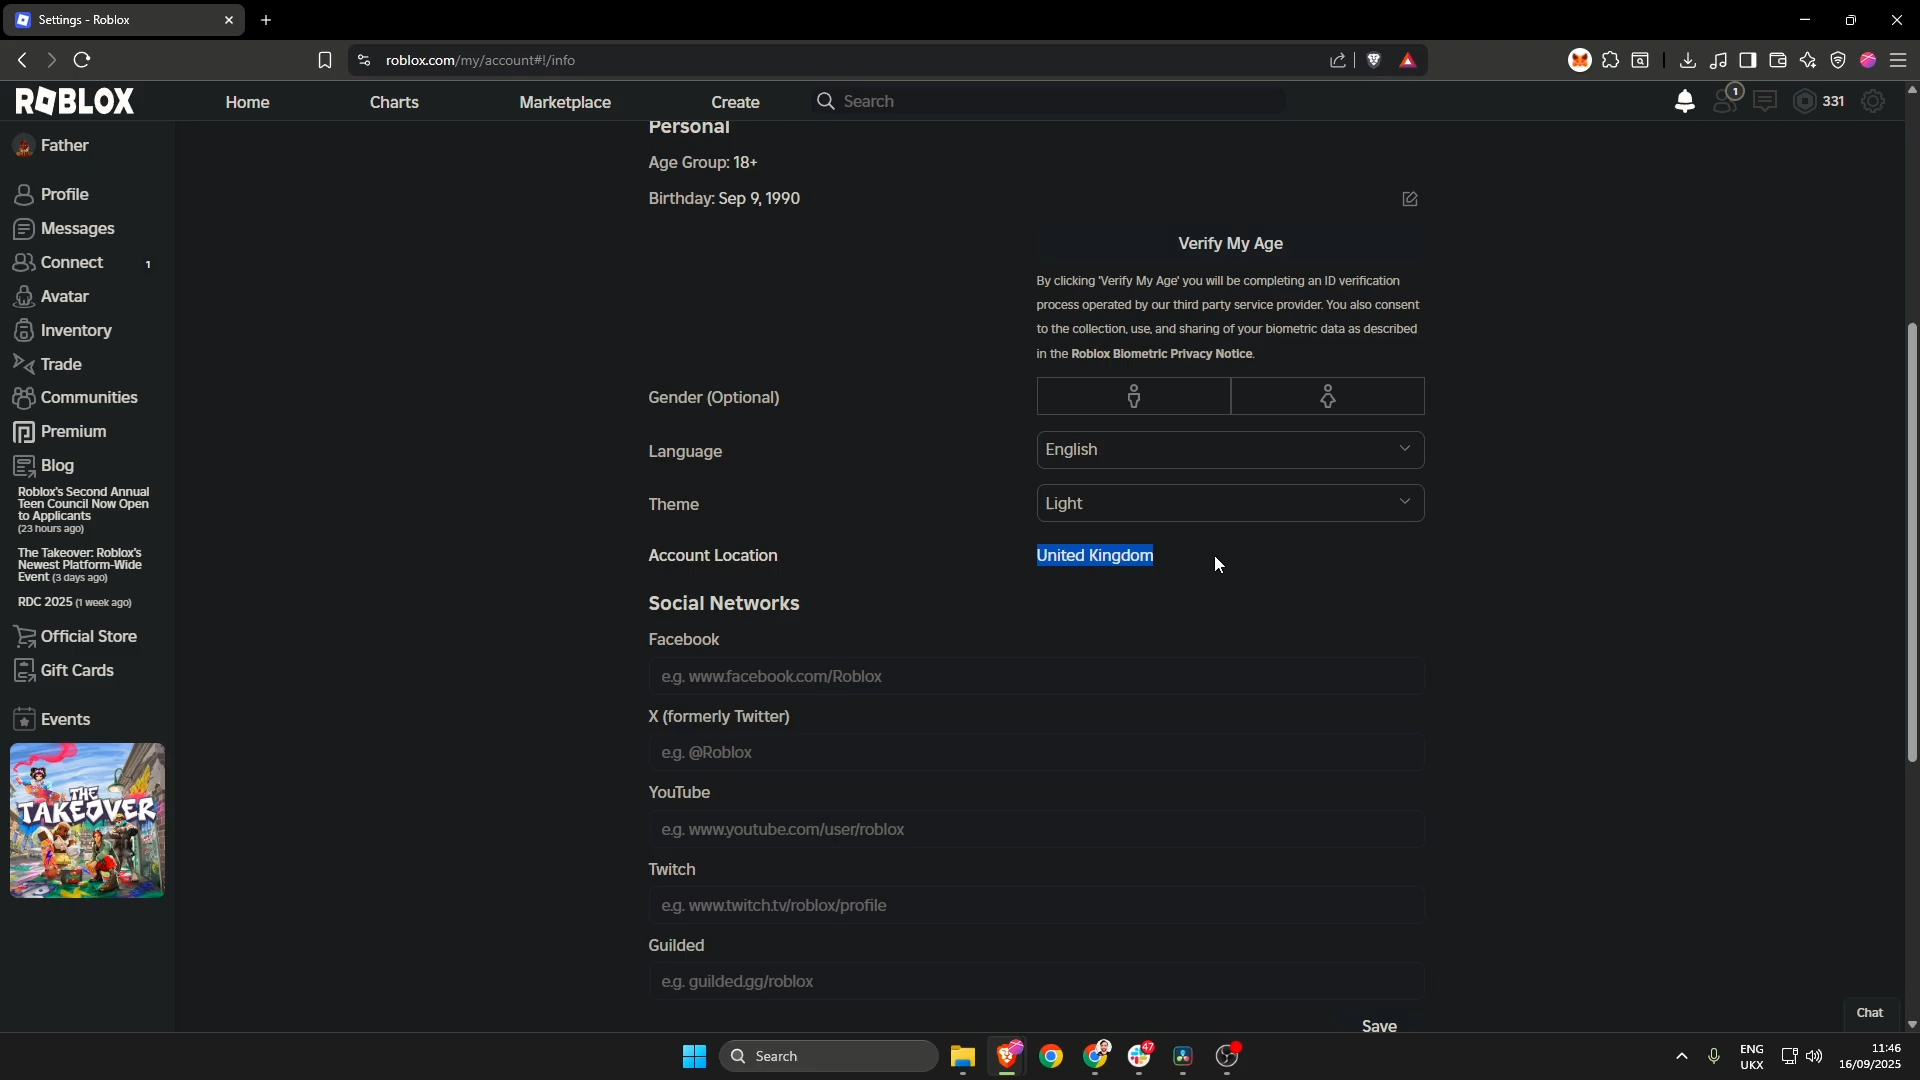 Settings - Roblox
roblox.com/my/account#!/info
ROBLOX
Home
Charts
Marketplace
Create
Search
1
331
Father
Profile
Messages
Connect
1
Avatar
Inventory
Trade
Communities
Premium
Blog
Roblox's Second Annual
Teen Council Now Open
to Applicants
(23 hours ago)
The Takeover: Roblox's
Newest Platform-Wide
Event (3 days ago)
RDC 2025 (1 week ago)
Official Store
Gift Cards
Events
THE
TAKEOVER
Personal
Age Group: 18+
Birthday: Sep 9, 1990
Verify My Age
By clicking 'Verify My Age' you will be completing an ID verification
process operated by our third party service provider. You also consent
to the collection, use, and sharing of your biometric data as described
in the Roblox Biometric Privacy Notice.
Gender (Optional)
Language
English
Theme
Light
Account Location
United Kingdom
Social Networks
Facebook
e.g. www.facebook.com/Roblox
X (formerly Twitter)
e.g. @Roblox
YouTube
e.g. www.youtube.com/user/roblox
Twitch
e.g. www.twitch.tv/roblox/profile
Guilded
e.g. guilded.gg/roblox
Save
Chat
Search
47
ENG
UKX
11:46
16/09/2025